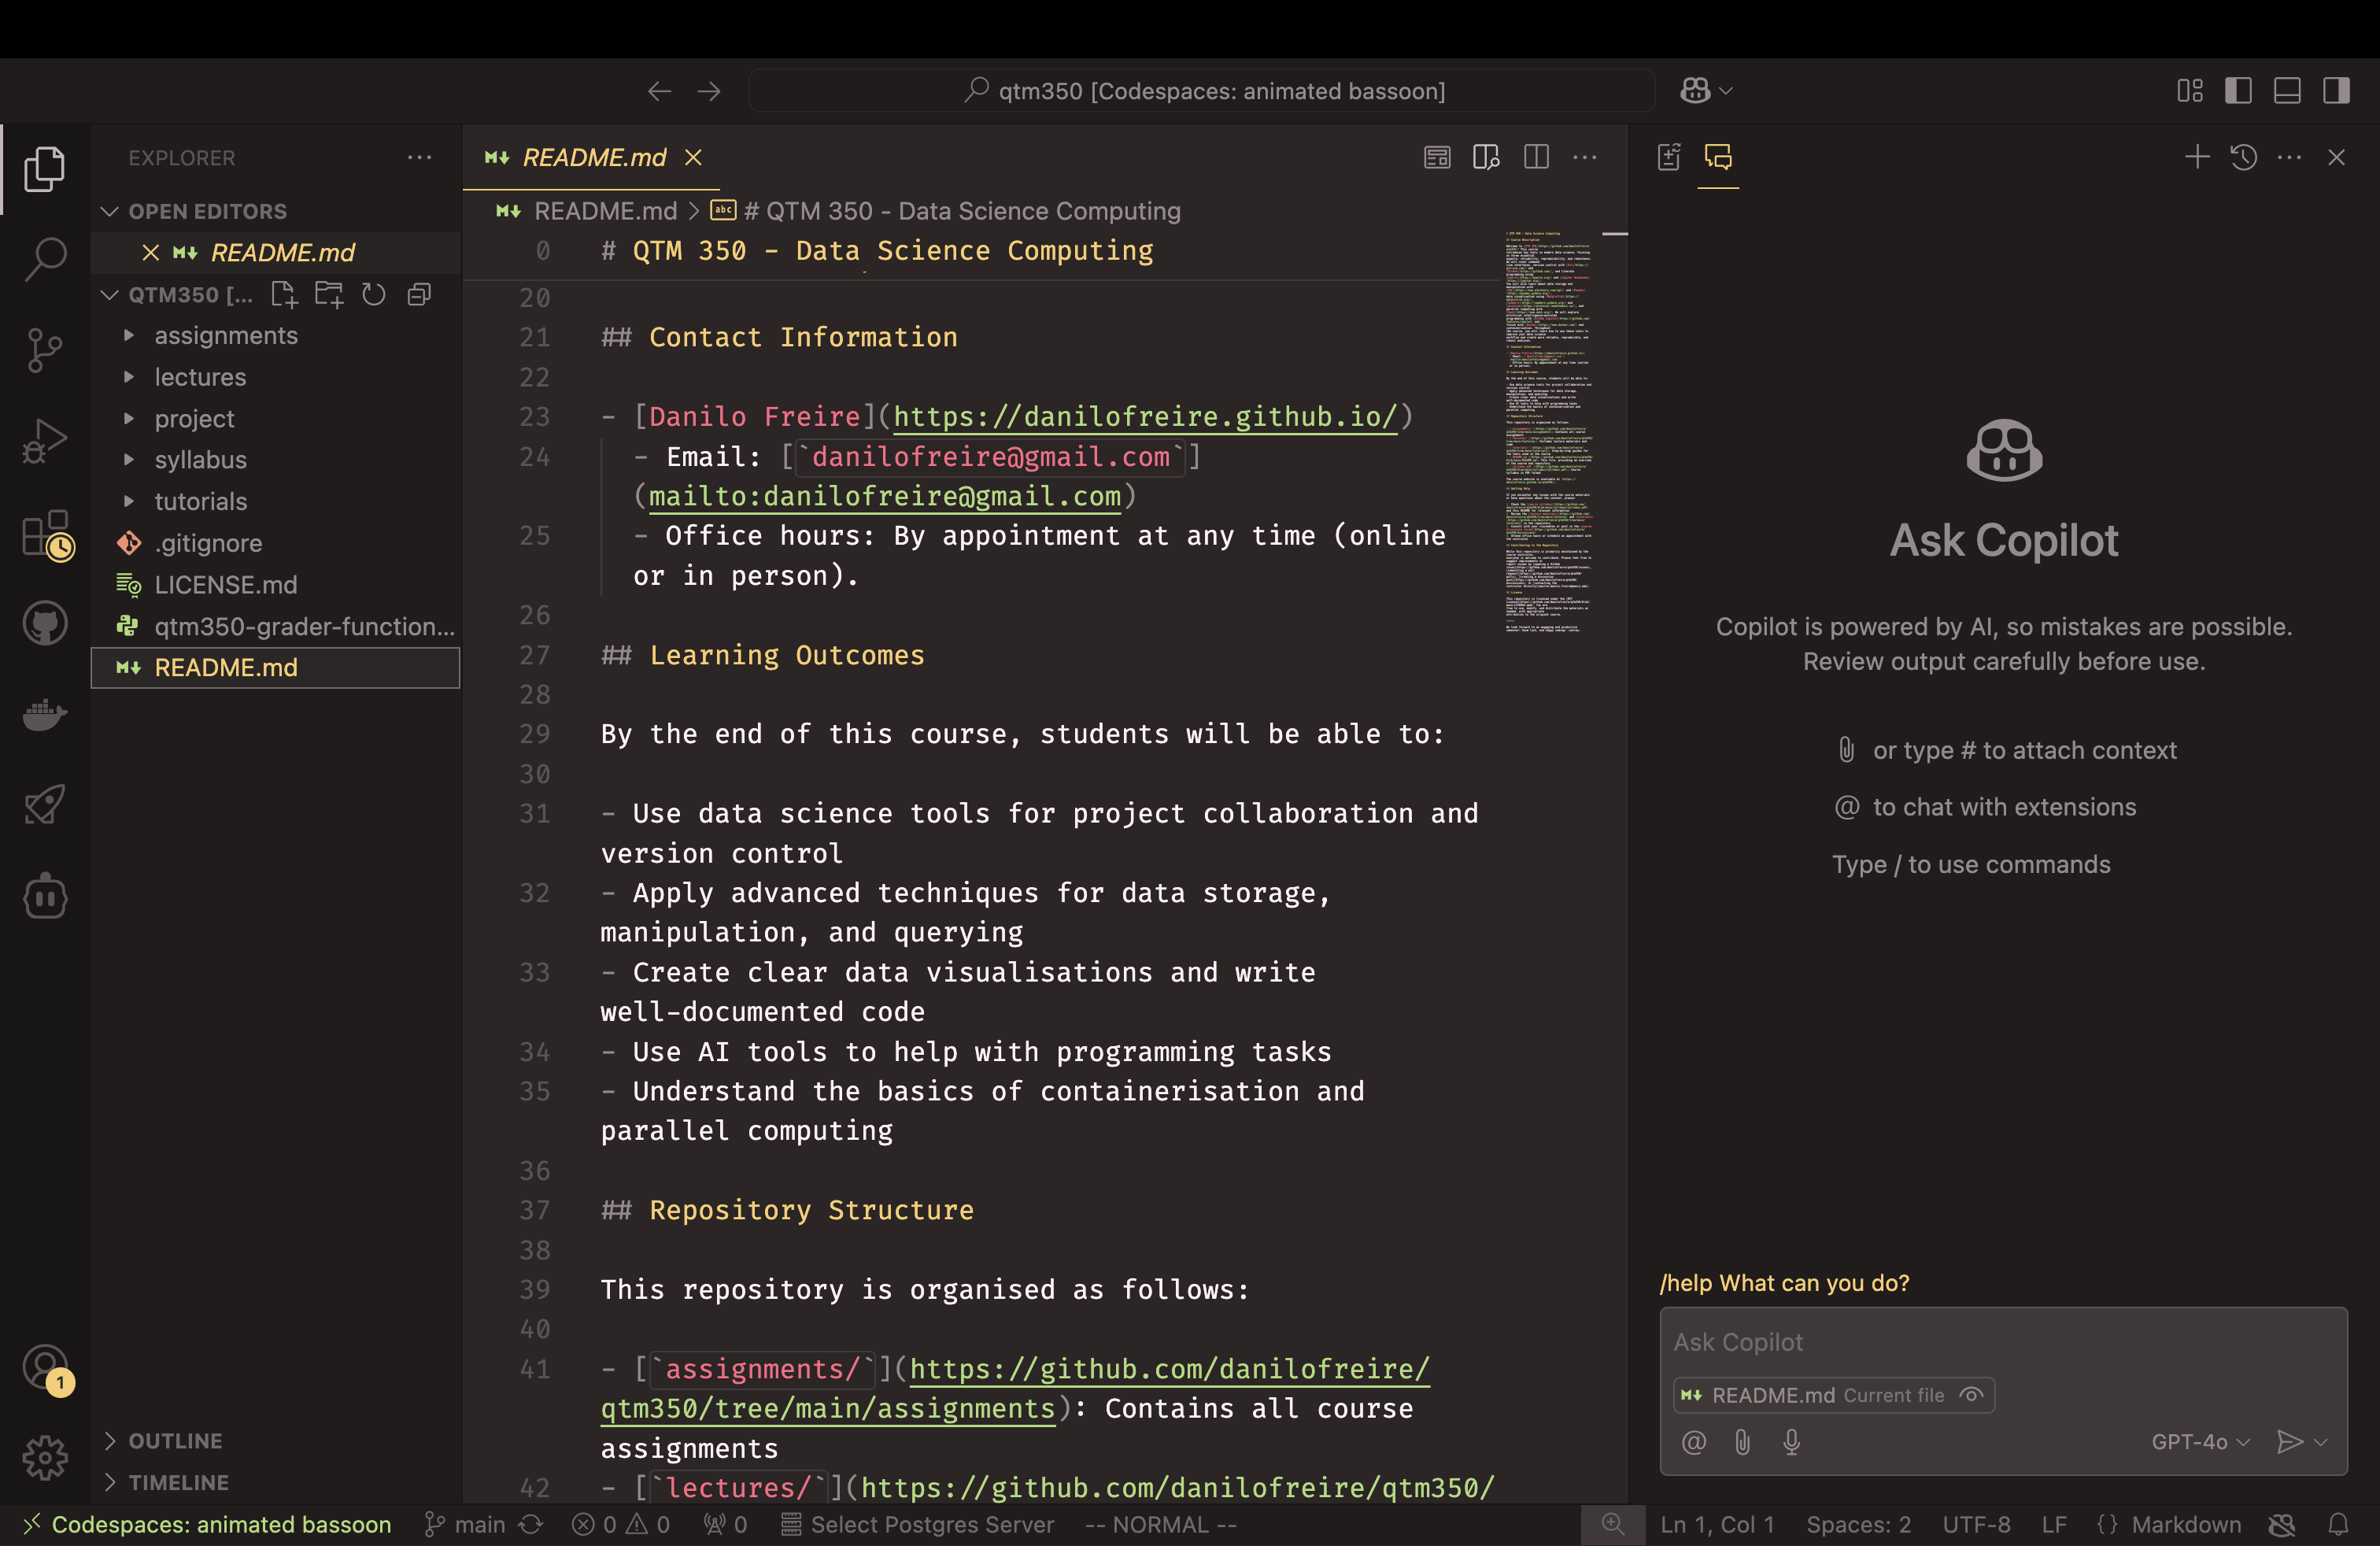 qtm350 [Codespaces: animated bassoon]
EXPLORER
OPEN EDITORS
README.md
QTM350 [...
assignments
lectures
project
syllabus
tutorials
.gitignore
LICENSE.md
qtm350-grader-function...
README.md
OUTLINE
TIMELINE
README.md
README.md > # QTM 350 - Data Science Computing
0 # QTM 350 - Data Science Computing
20
21 ## Contact Information
22
23 - [Danilo Freire](https://danilofreire.github.io/)
24 - Email: [`danilofreire@gmail.com`]
(mailto:danilofreire@gmail.com)
25 - Office hours: By appointment at any time (online
or in person).
26
27 ## Learning Outcomes
28
29 By the end of this course, students will be able to:
30
31 - Use data science tools for project collaboration and
version control
32 - Apply advanced techniques for data storage,
manipulation, and querying
33 - Create clear data visualisations and write
well-documented code
34 - Use AI tools to help with programming tasks
35 - Understand the basics of containerisation and
parallel computing
36
37 ## Repository Structure
38
39 This repository is organised as follows:
40
41 - [`assignments/`](https://github.com/danilofreire/
qtm350/tree/main/assignments): Contains all course
assignments
42 - [`lectures/`](https://github.com/danilofreire/qtm350/
Ask Copilot
Copilot is powered by AI, so mistakes are possible.
Review output carefully before use.
or type # to attach context
@ to chat with extensions
Type / to use commands
/help What can you do?
Ask Copilot
README.md Current file
@
GPT-4o
1
Codespaces: animated bassoon
main
0 0
0
Select Postgres Server
-- NORMAL --
Ln 1, Col 1
Spaces: 2
UTF-8
LF
{} Markdown